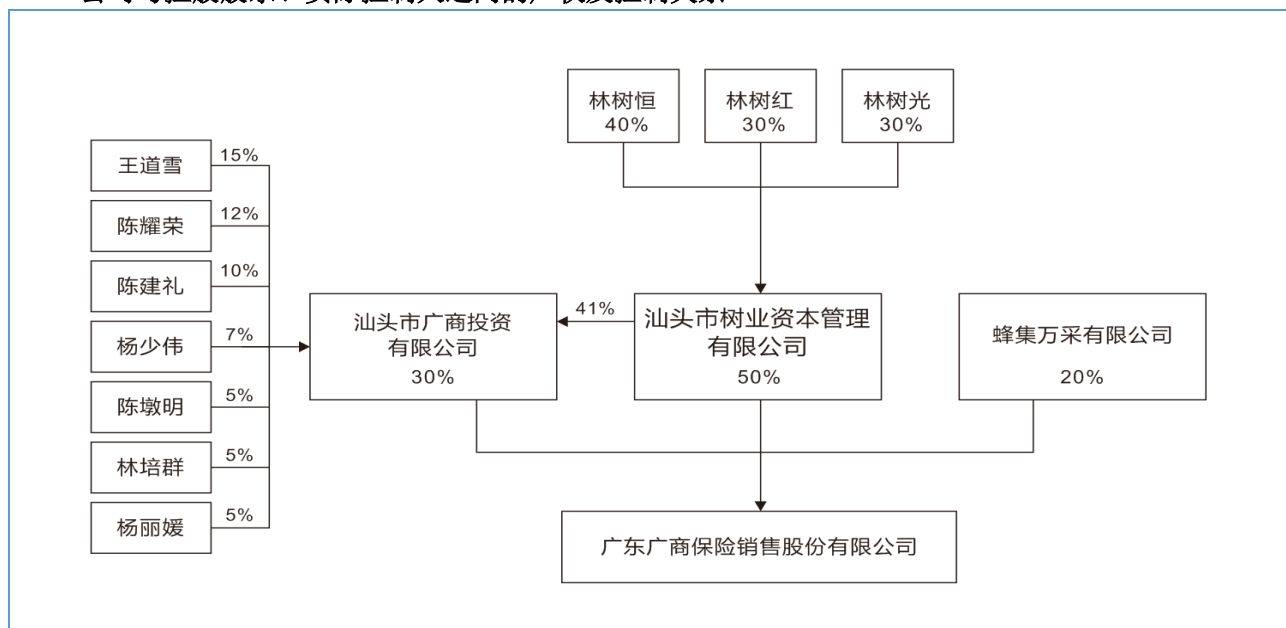 林树恒
40%
林树红
30%
林树光
30%
王道雪
15%
陈耀荣
12%
陈建礼
10%
杨少伟
7%
陈墩明
5%
林培群
5%
杨丽媛
5%
汕头市广商投资
有限公司
30%
41%
汕头市树业资本管理
有限公司
50%
蜂集万采有限公司
20%
广东广商保险销售股份有限公司